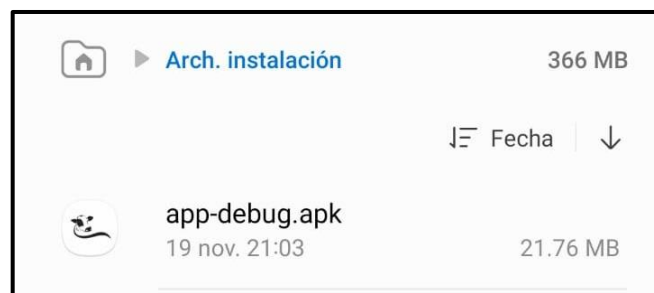 Arch. instalación 366 MB
Fecha
app-debug.apk
19 nov. 21:03 21.76 MB